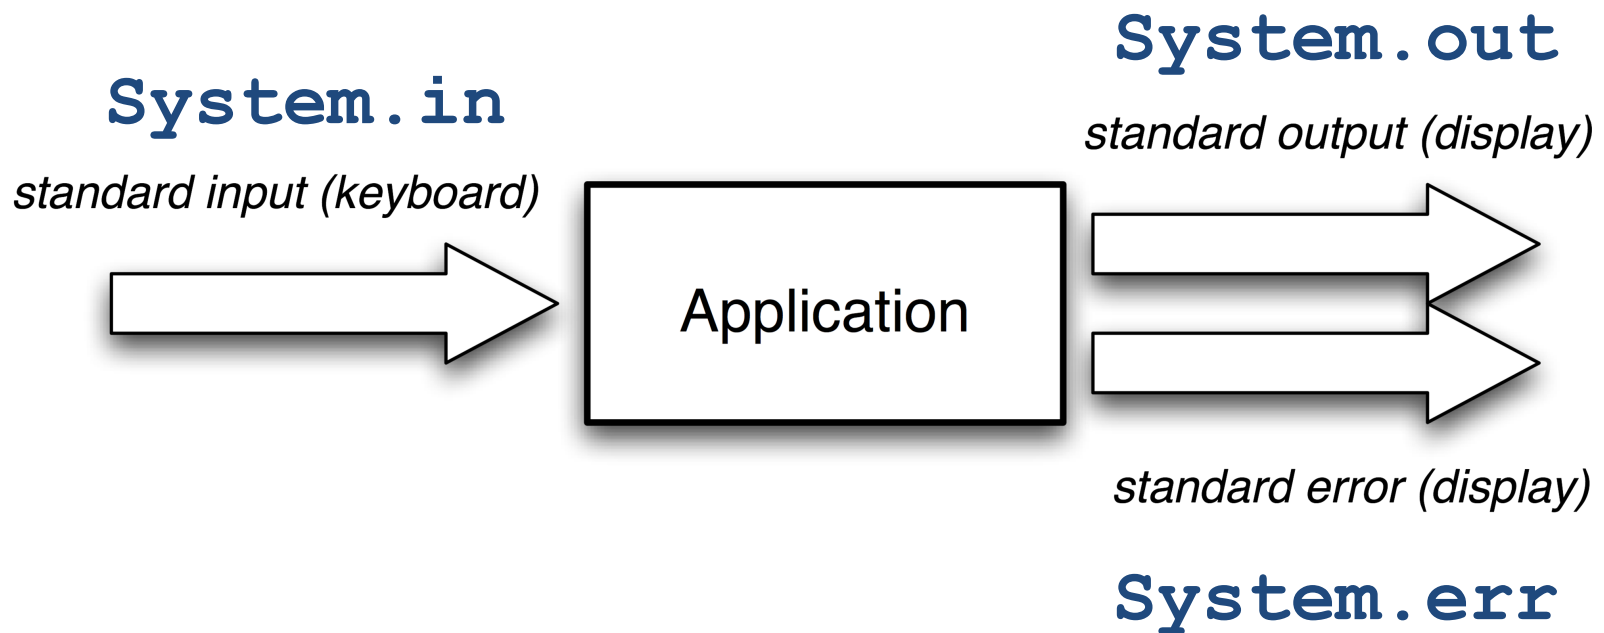 System.in
standard input (keyboard)
Application
System.out
standard output (display)
standard error (display)
System.err